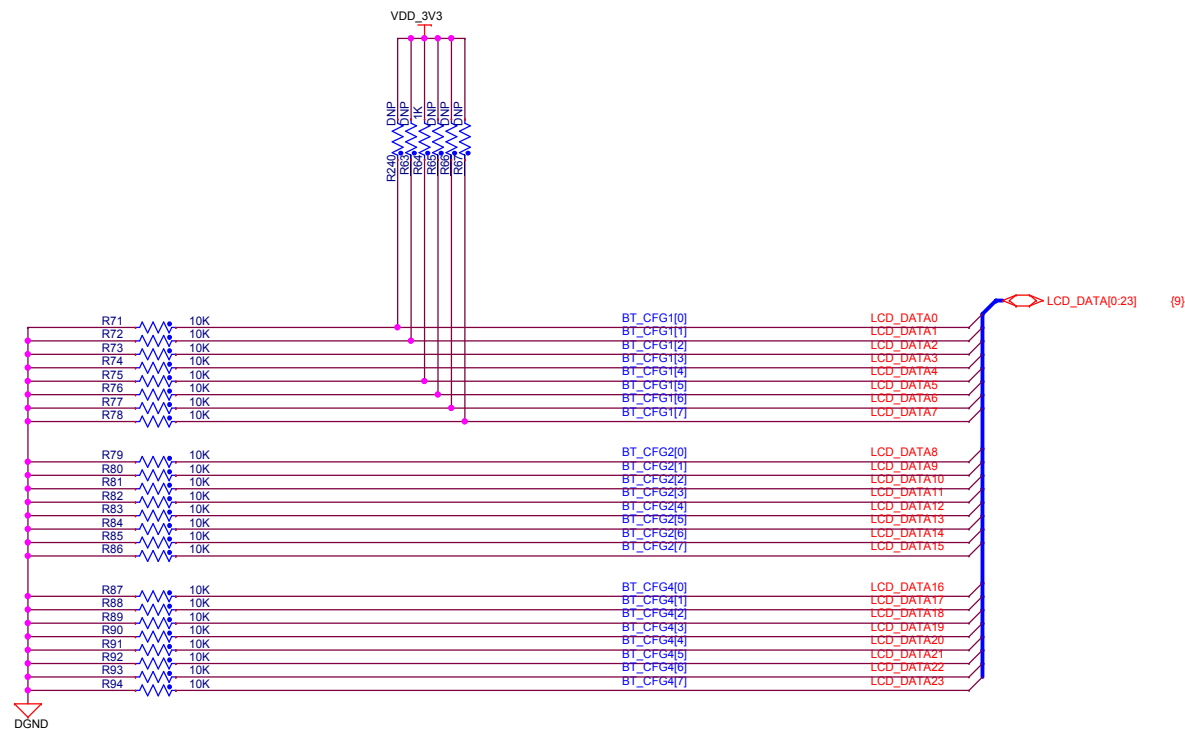 VDD_3V3
DNP DNP 1K DNP DNP DNP
R240 R63 R64 R65 R66 R67
LCD_DATA[0:23] {9}
R71 10K BT_CFG1[0] LCD_DATA0
R72 10K BT_CFG1[1] LCD_DATA1
R73 10K BT_CFG1[2] LCD_DATA2
R74 10K BT_CFG1[3] LCD_DATA3
R75 10K BT_CFG1[4] LCD_DATA4
R76 10K BT_CFG1[5] LCD_DATA5
R77 10K BT_CFG1[6] LCD_DATA6
R78 10K BT_CFG1[7] LCD_DATA7
R79 10K BT_CFG2[0] LCD_DATA8
R80 10K BT_CFG2[1] LCD_DATA9
R81 10K BT_CFG2[2] LCD_DATA10
R82 10K BT_CFG2[3] LCD_DATA11
R83 10K BT_CFG2[4] LCD_DATA12
R84 10K BT_CFG2[5] LCD_DATA13
R85 10K BT_CFG2[6] LCD_DATA14
R86 10K BT_CFG2[7] LCD_DATA15
R87 10K BT_CFG4[0] LCD_DATA16
R88 10K BT_CFG4[1] LCD_DATA17
R89 10K BT_CFG4[2] LCD_DATA18
R90 10K BT_CFG4[3] LCD_DATA19
R91 10K BT_CFG4[4] LCD_DATA20
R92 10K BT_CFG4[5] LCD_DATA21
R93 10K BT_CFG4[6] LCD_DATA22
R94 10K BT_CFG4[7] LCD_DATA23
DGND